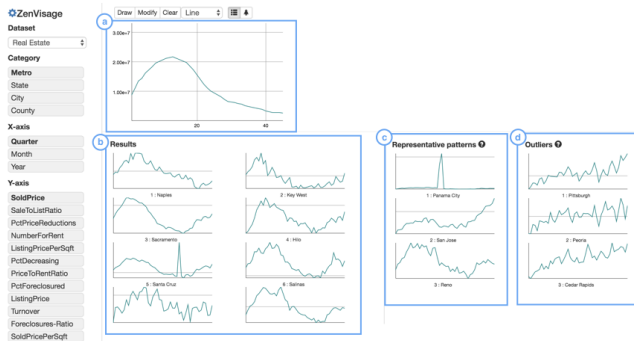 ZenVisage
Dataset
Real Estate
Category
Metro
State
City
County
X-axis
Quarter
Month
Year
Y-axis
SoldPrice
SaleToListRatio
PctPriceReductions
NumberForRent
ListingPricePerSqft
PctDecreasing
PriceToRentRatio
PctForeclosured
ListingPrice
Turnover
Foreclosures-Ratio
SoldPricePerSqft
Draw Modify Clear Line
a
3.00e+7
2.00e+7
1.00e+7
20 40
b Results
1 : Naples 2 : Key West
3 : Sacramento 4 : Hilo
5 : Santa Cruz 6 : Salinas
c Representative patterns ?
1 : Panama City
2 : San Jose
3 : Reno
d Outliers ?
1 : Pittsburgh
2 : Peoria
3 : Cedar Rapids